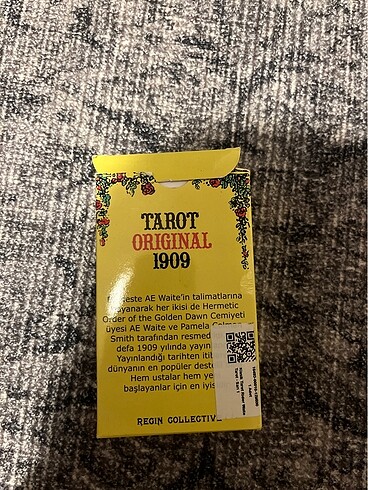 TAROT
ORIGINAL
1909
AE Waite'in talimatlarına
her ikisi de Hermetic
Order of the Golden Dawn Cemiyeti
üyesi AE Waite ve Pamela Colman
Smith tarafından
defa 1909 yılında
Yayınlandığı tarihten
dünyanın en popüler
Hem ustalar hem
başlayanlar için en
REGIN COLLECTIVE